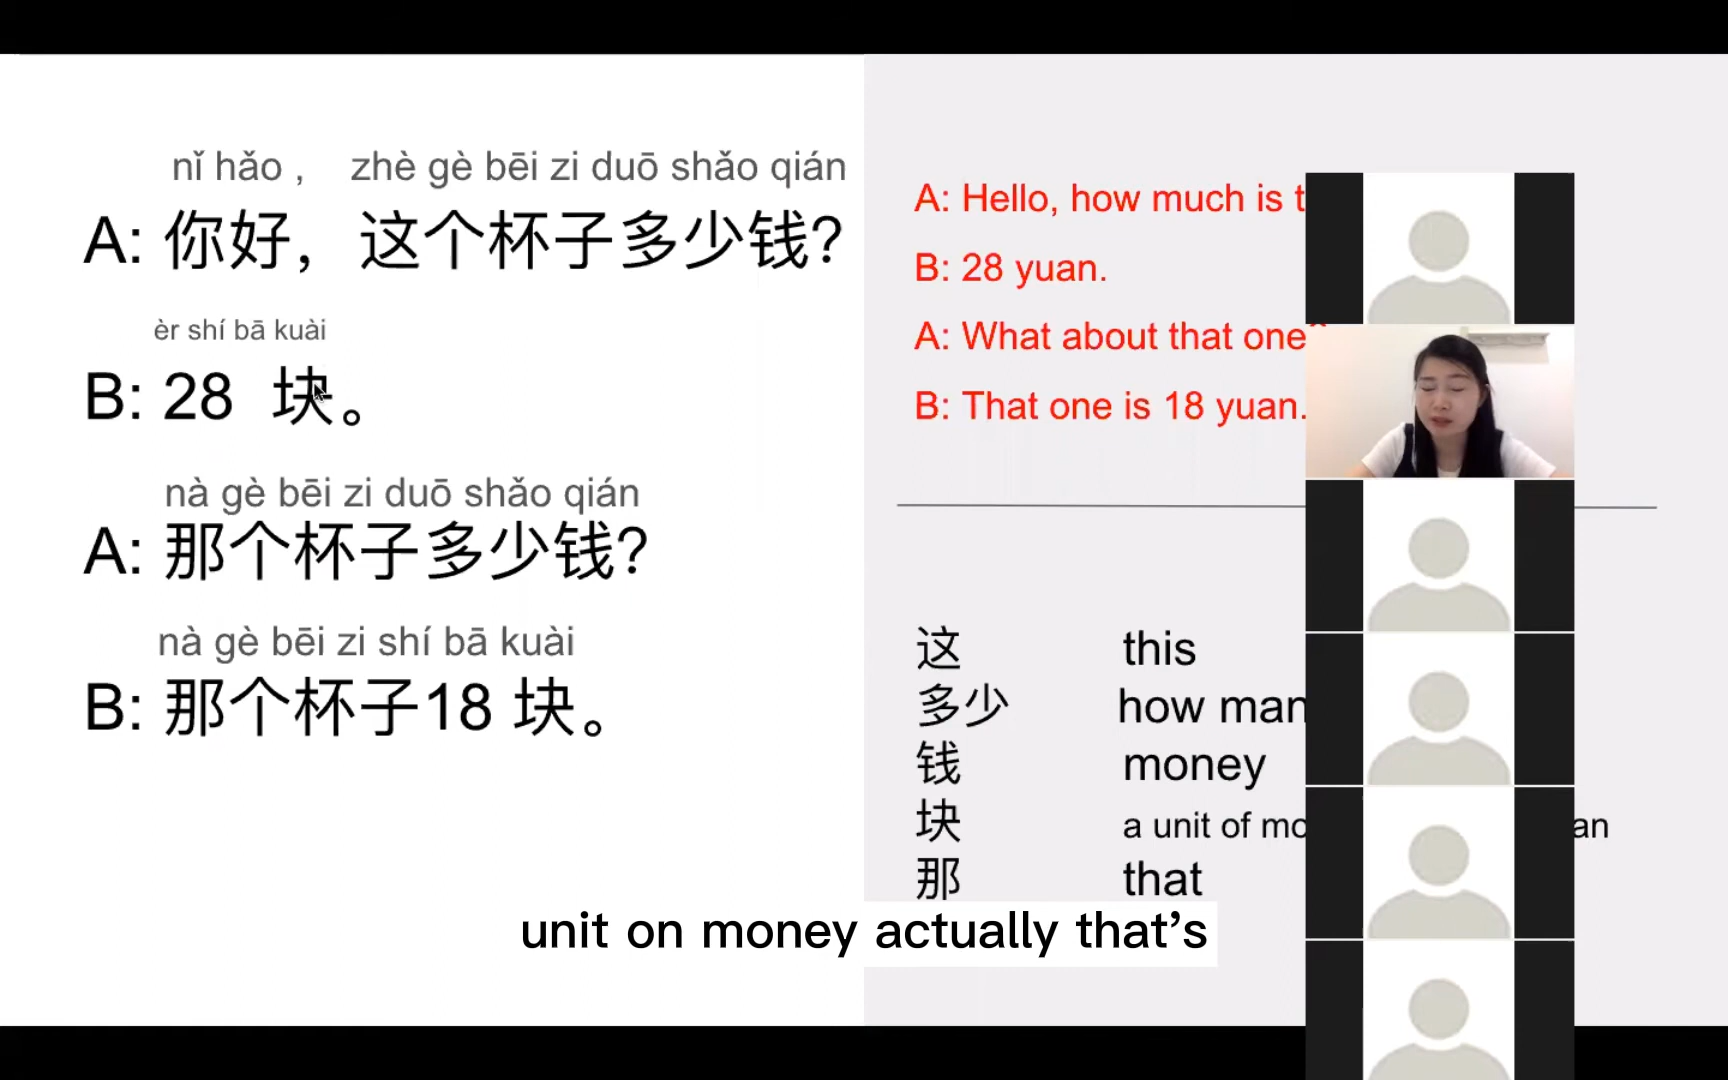 nǐ hǎo , zhè gè bēi zi duō shǎo qián
A: 你好，这个杯子多少钱?
èr shí bā kuài
B: 28 块。
nà gè bēi zi duō shǎo qián
A: 那个杯子多少钱?
nà gè bēi zi shí bā kuài
B: 那个杯子18 块。
A: Hello, how much is
B: 28 yuan.
A: What about that one
B: That one is 18 yuan.
这 this
多少 how
钱 money
块 a unit of
那 that
unit on money actually that’s